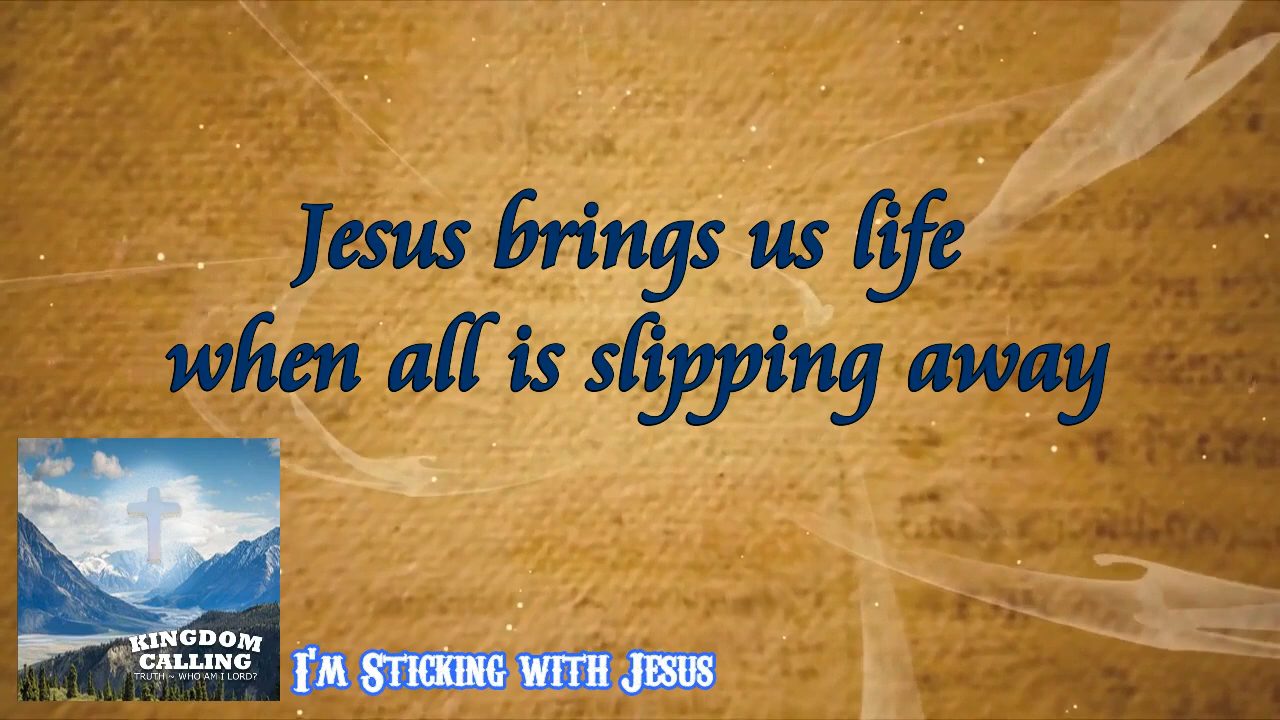 Jesus brings us life
when all is slipping away
KINGDOM
CALLING
TRUTH ~ WHO AM I LORD?
I'm Sticking with Jesus